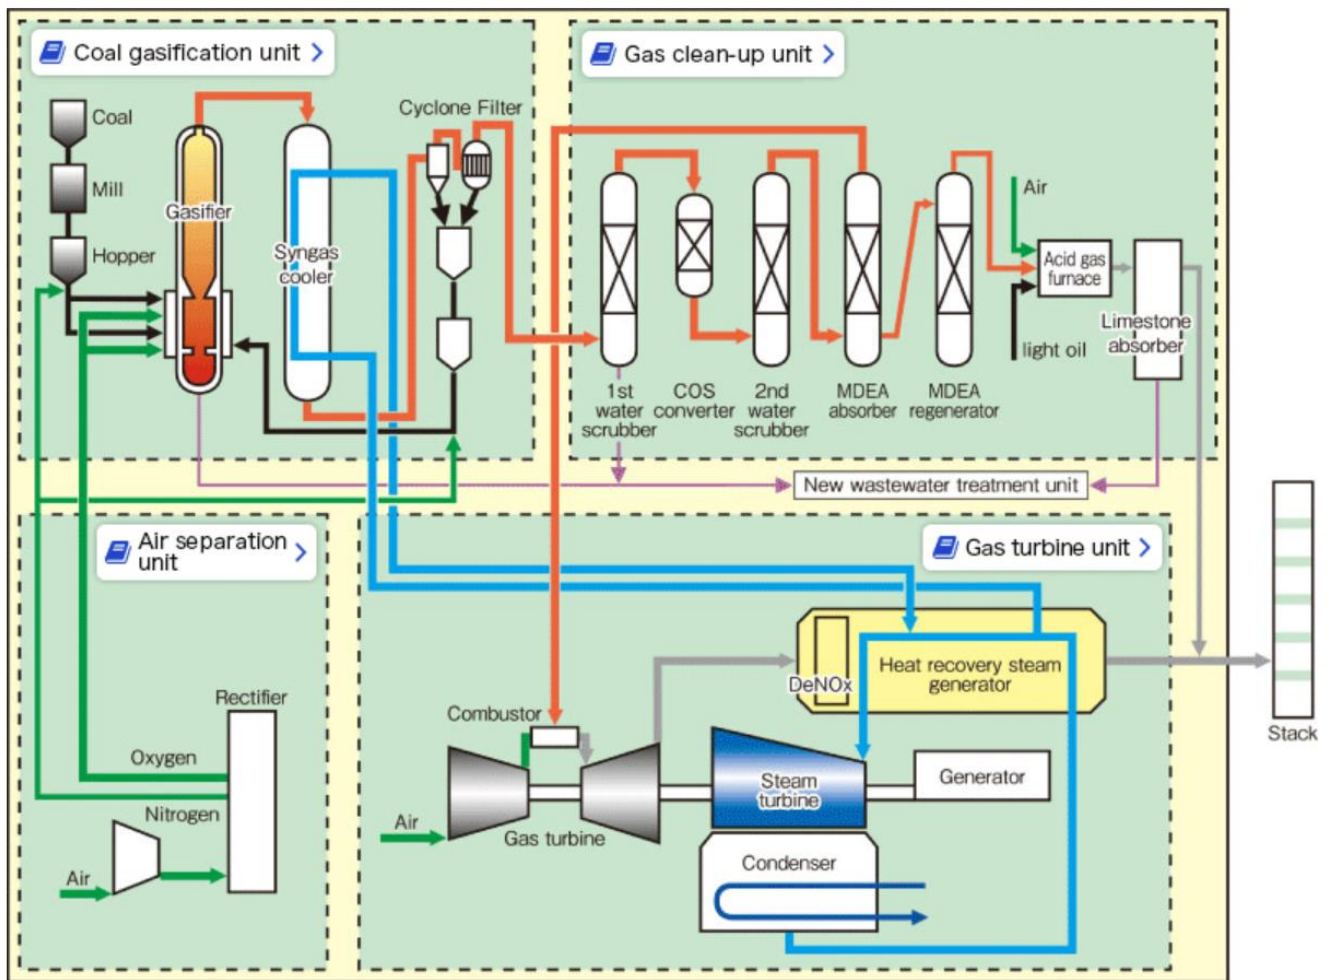 Coal gasification unit
Coal
Mill
Hopper
Gasifier
Syngas
cooler
Cyclone Filter
Gas clean-up unit
1st
water
scrubber
COS
converter
2nd
water
scrubber
MDEA
absorber
MDEA
regenerator
Air
light oil
Acid gas
furnace
Limestone
absorber
New wastewater treatment unit
Air separation
unit
Rectifier
Oxygen
Nitrogen
Air
Gas turbine unit
Heat recovery steam
generator
DeNOx
Combustor
Air
Gas turbine
Steam
turbine
Generator
Condenser
Stack